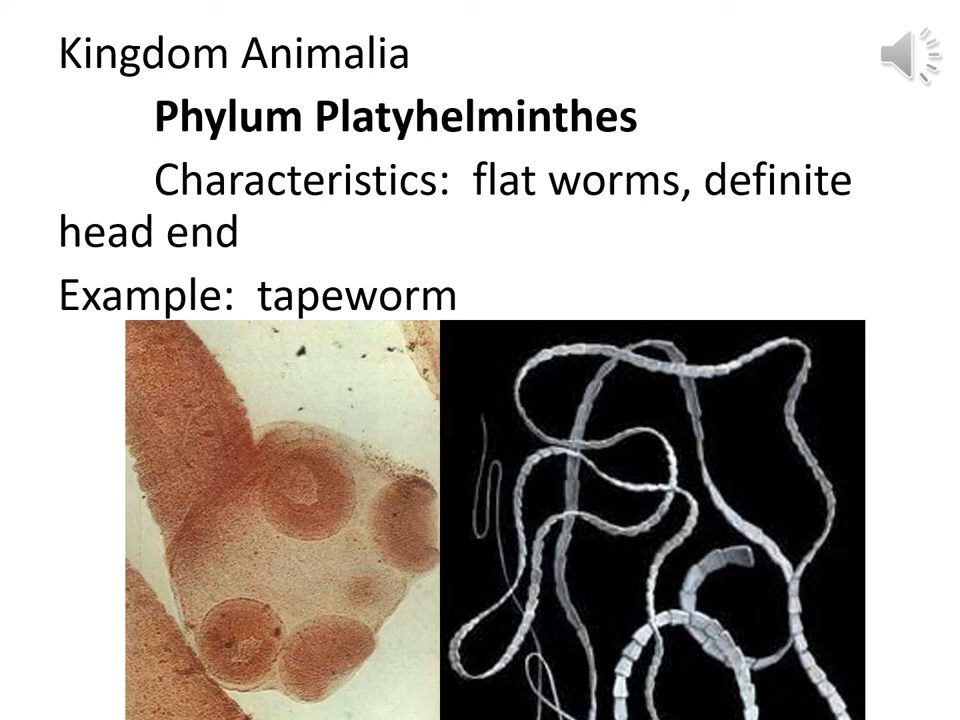 Kingdom Animalia
Phylum Platyhelminthes
Characteristics:  flat worms, definite
head end
Example:  tapeworm